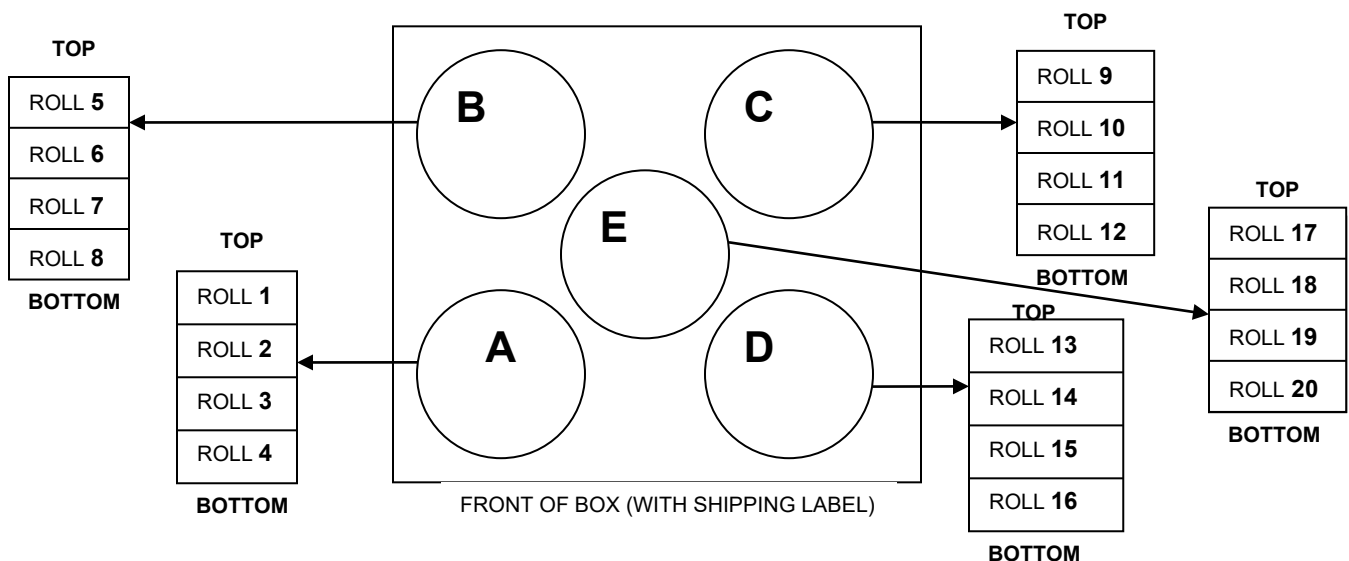 TOP
ROLL 5
ROLL 6
ROLL 7
ROLL 8
BOTTOM
TOP
ROLL 1
ROLL 2
ROLL 3
ROLL 4
BOTTOM
B
C
E
A
D
FRONT OF BOX (WITH SHIPPING LABEL)
TOP
ROLL 9
ROLL 10
ROLL 11
ROLL 12
BOTTOM
TOP
ROLL 13
ROLL 14
ROLL 15
ROLL 16
BOTTOM
TOP
ROLL 17
ROLL 18
ROLL 19
ROLL 20
BOTTOM